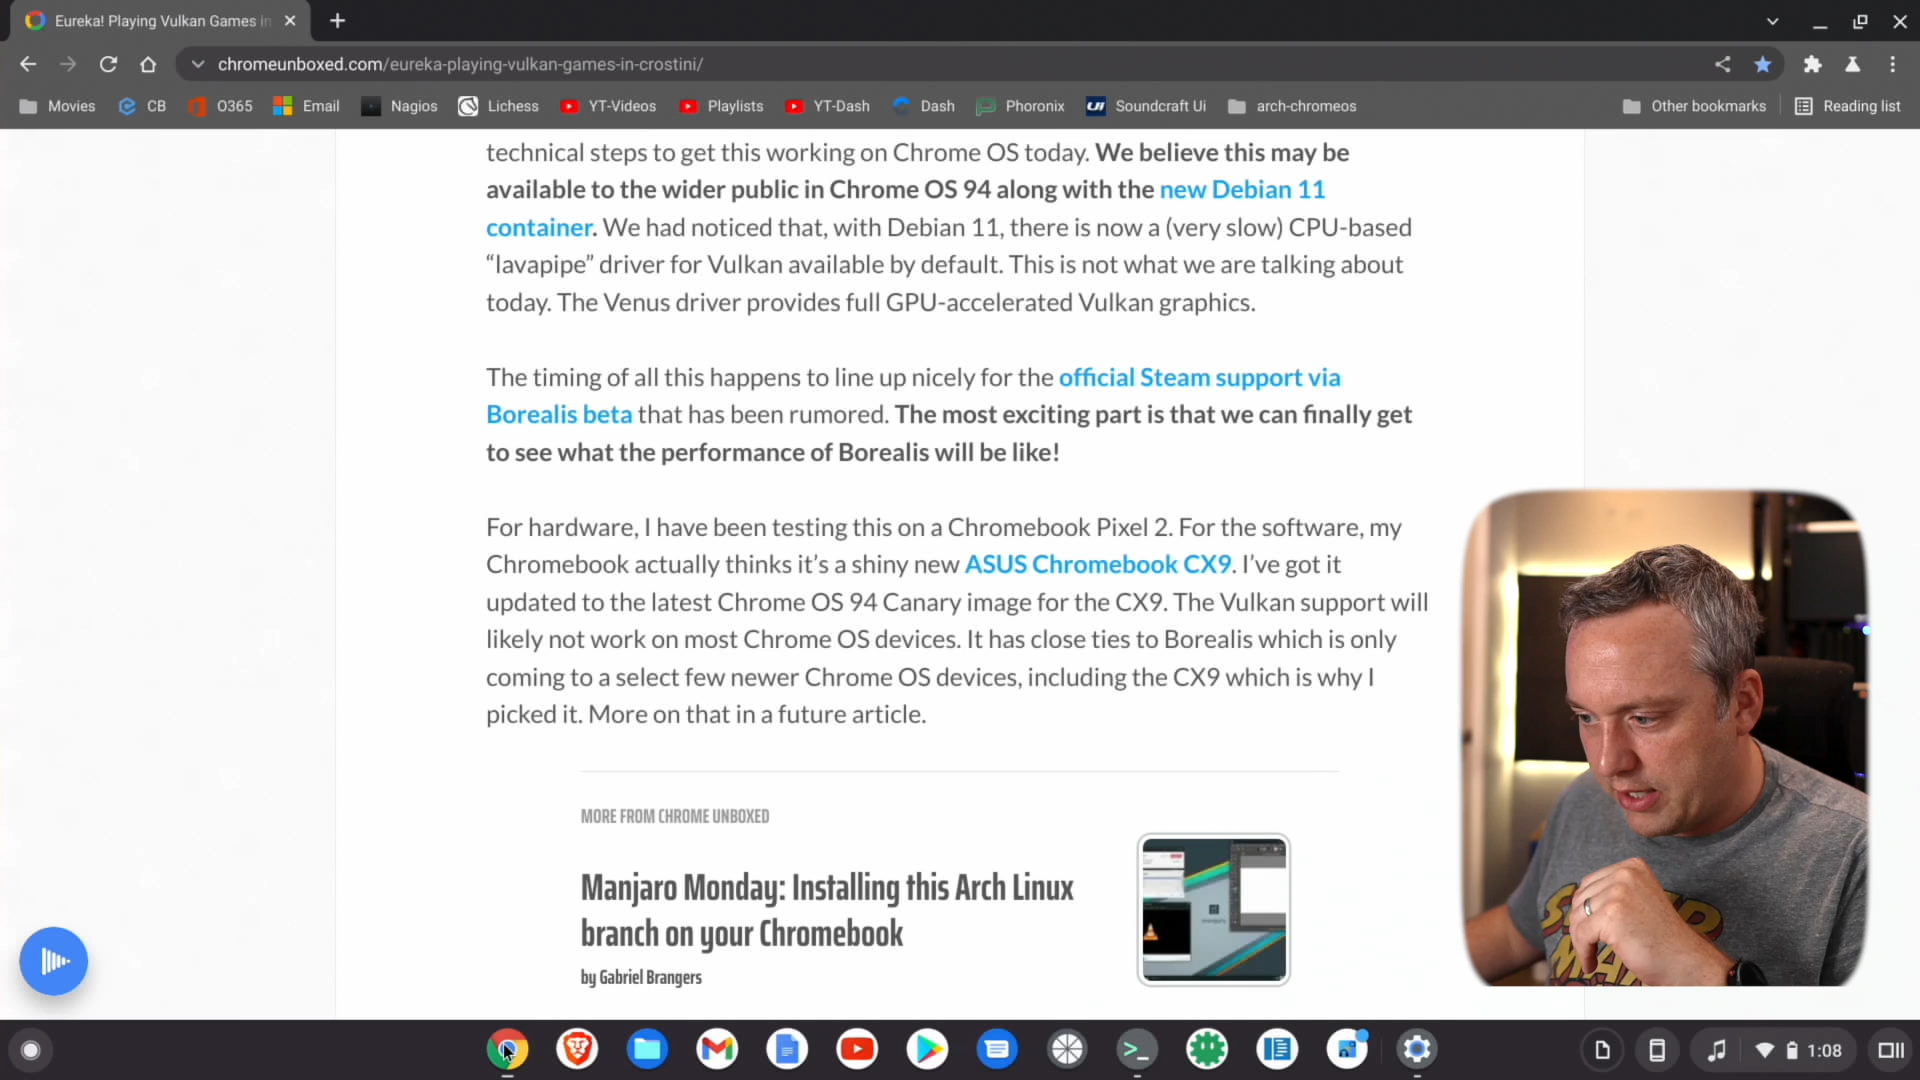 Eureka! Playing Vulkan Games in
chromeunboxed.com/eureka-playing-vulkan-games-in-crostini/
Movies CB O365 Email Nagios Lichess YT-Videos Playlists YT-Dash Dash Phoronix Soundcraft Ui arch-chromeos Other bookmarks Reading list
technical steps to get this working on Chrome OS today. We believe this may be
available to the wider public in Chrome OS 94 along with the new Debian 11
container. We had noticed that, with Debian 11, there is now a (very slow) CPU-based
“lavapipe” driver for Vulkan available by default. This is not what we are talking about
today. The Venus driver provides full GPU-accelerated Vulkan graphics.
The timing of all this happens to line up nicely for the official Steam support via
Borealis beta that has been rumored. The most exciting part is that we can finally get
to see what the performance of Borealis will be like!
For hardware, I have been testing this on a Chromebook Pixel 2. For the software, my
Chromebook actually thinks it’s a shiny new ASUS Chromebook CX9. I’ve got it
updated to the latest Chrome OS 94 Canary image for the CX9. The Vulkan support will
likely not work on most Chrome OS devices. It has close ties to Borealis which is only
coming to a select few newer Chrome OS devices, including the CX9 which is why I
picked it. More on that in a future article.
MORE FROM CHROME UNBOXED
Manjaro Monday: Installing this Arch Linux
branch on your Chromebook
by Gabriel Brangers
1:08